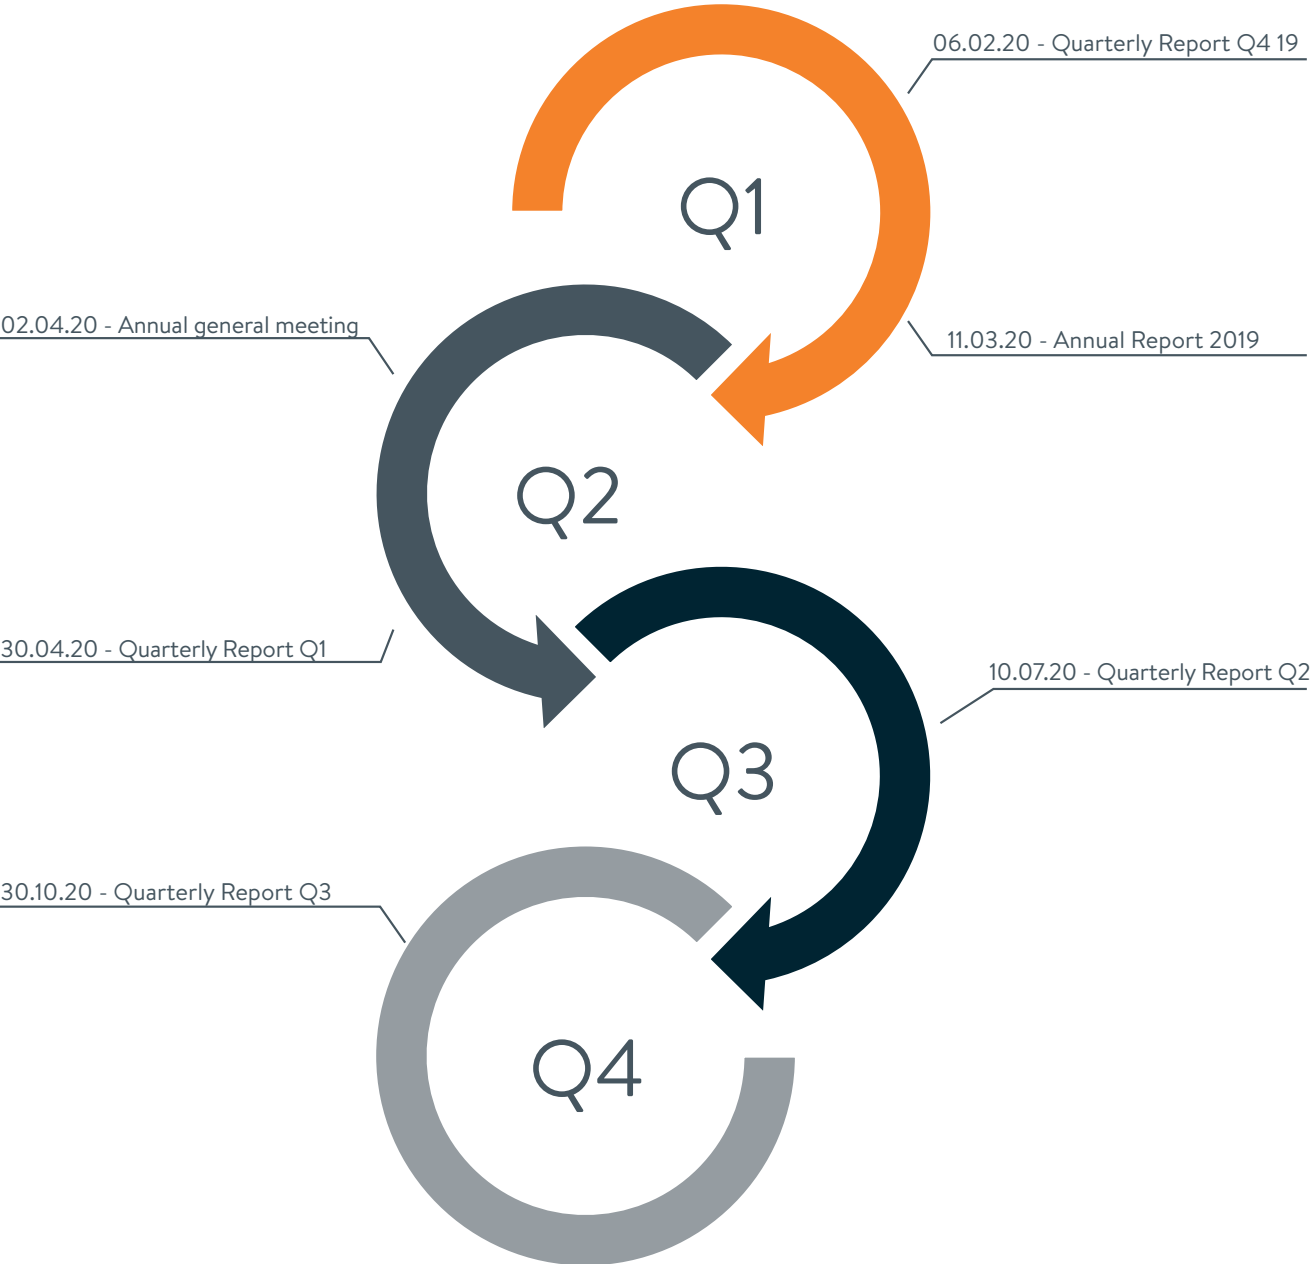 06.02.20 - Quarterly Report Q4 19
Q1
02.04.20 - Annual general meeting
11.03.20 - Annual Report 2019
Q2
30.04.20 - Quarterly Report Q1
10.07.20 - Quarterly Report Q2
Q3
30.10.20 - Quarterly Report Q3
Q4